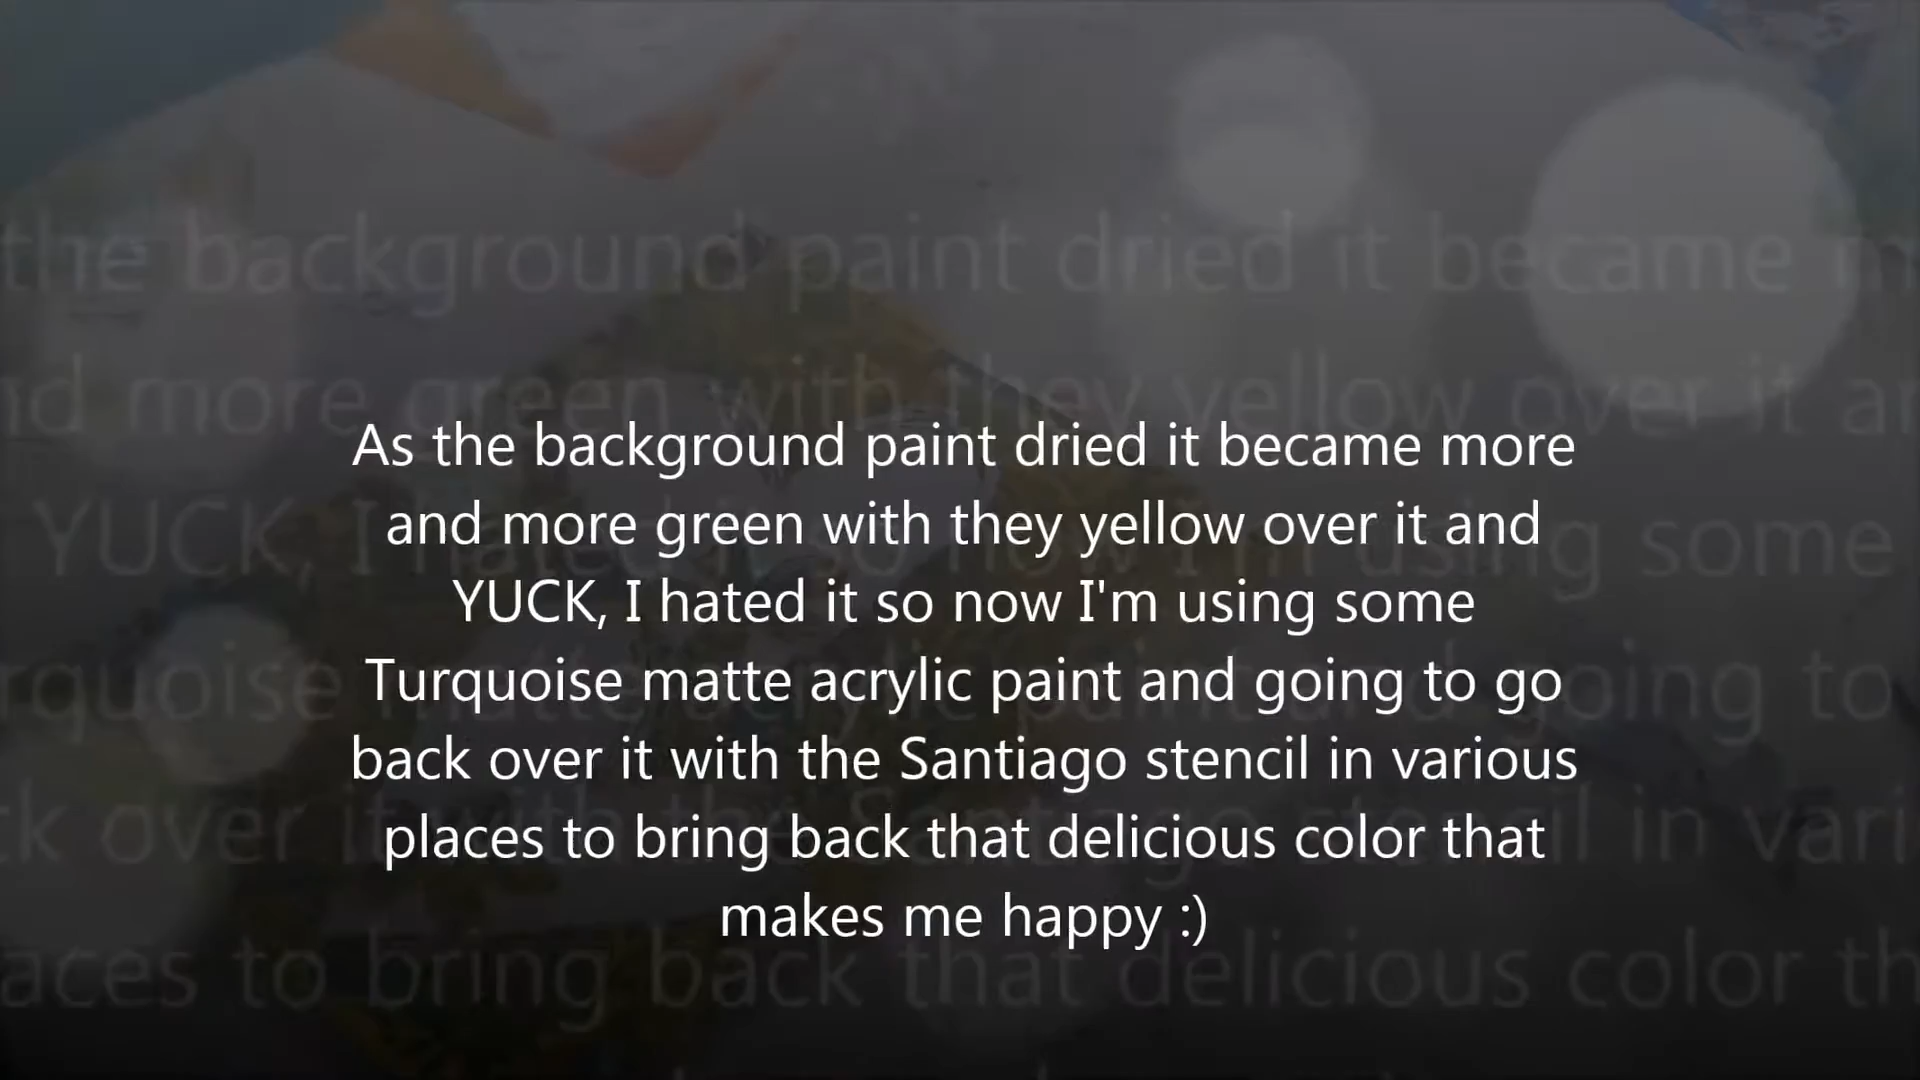 As the background paint dried it became more
and more green with they yellow over it and
YUCK, I hated it so now I'm using some
Turquoise matte acrylic paint and going to go
back over it with the Santiago stencil in various
places to bring back that delicious color that
makes me happy :)